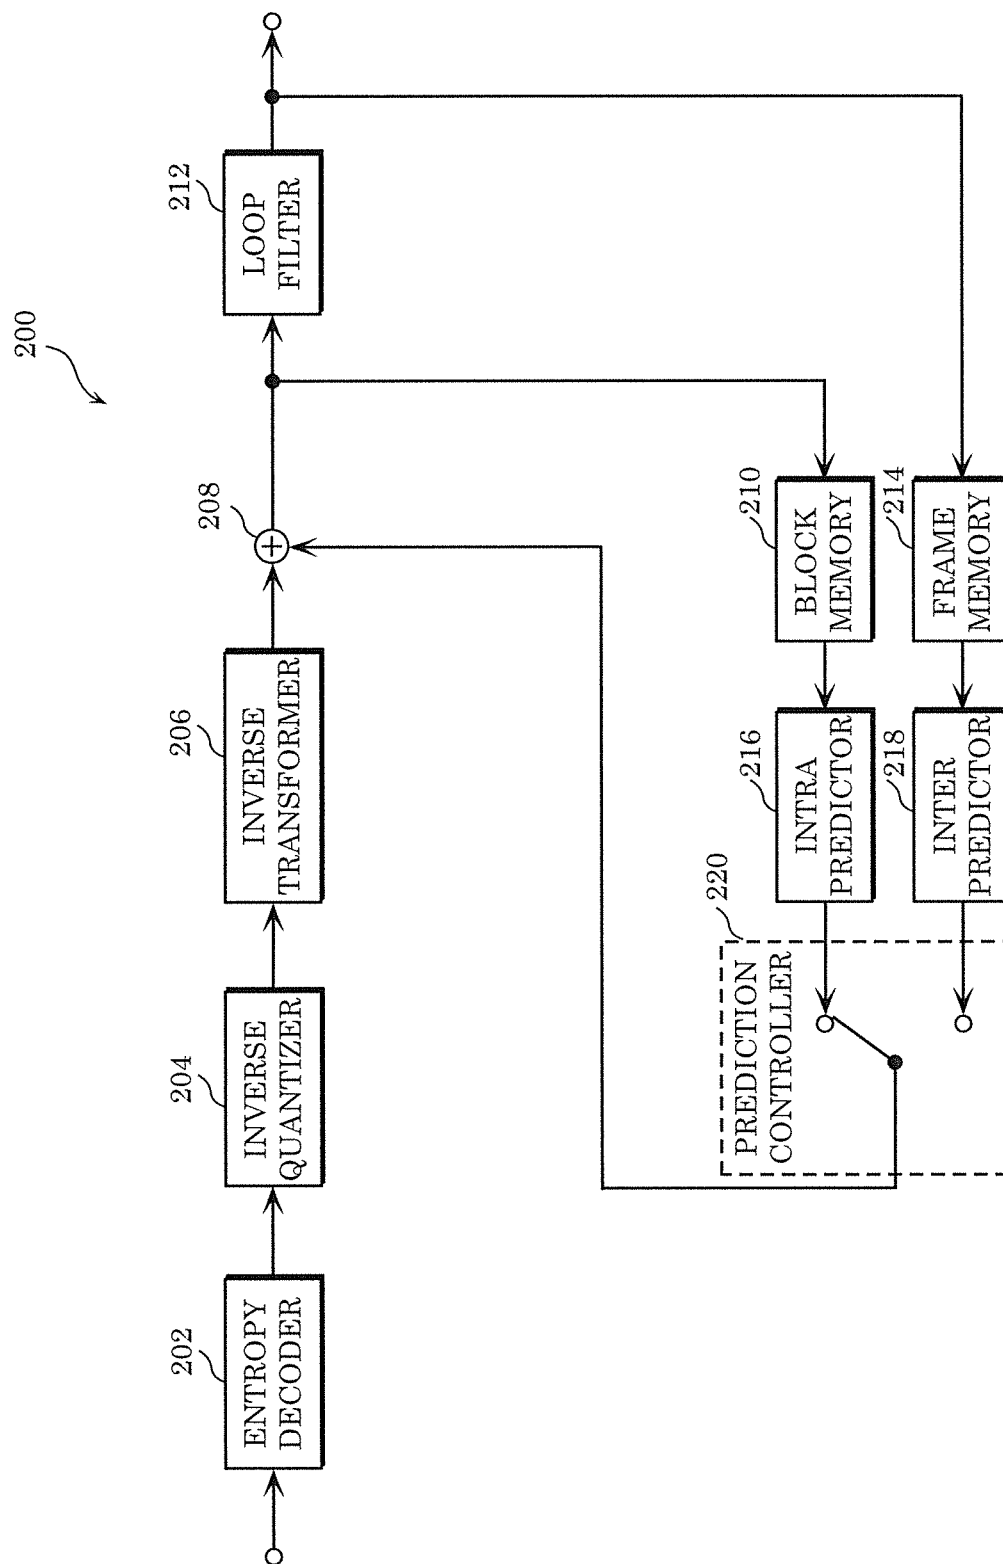 200
202
ENTROPY
DECODER
204
INVERSE
QUANTIZER
206
INVERSE
TRANSFORMER
208
212
LOOP
FILTER
220
PREDICTION
CONTROLLER
216
INTRA
PREDICTOR
210
BLOCK
MEMORY
218
INTER
PREDICTOR
214
FRAME
MEMORY